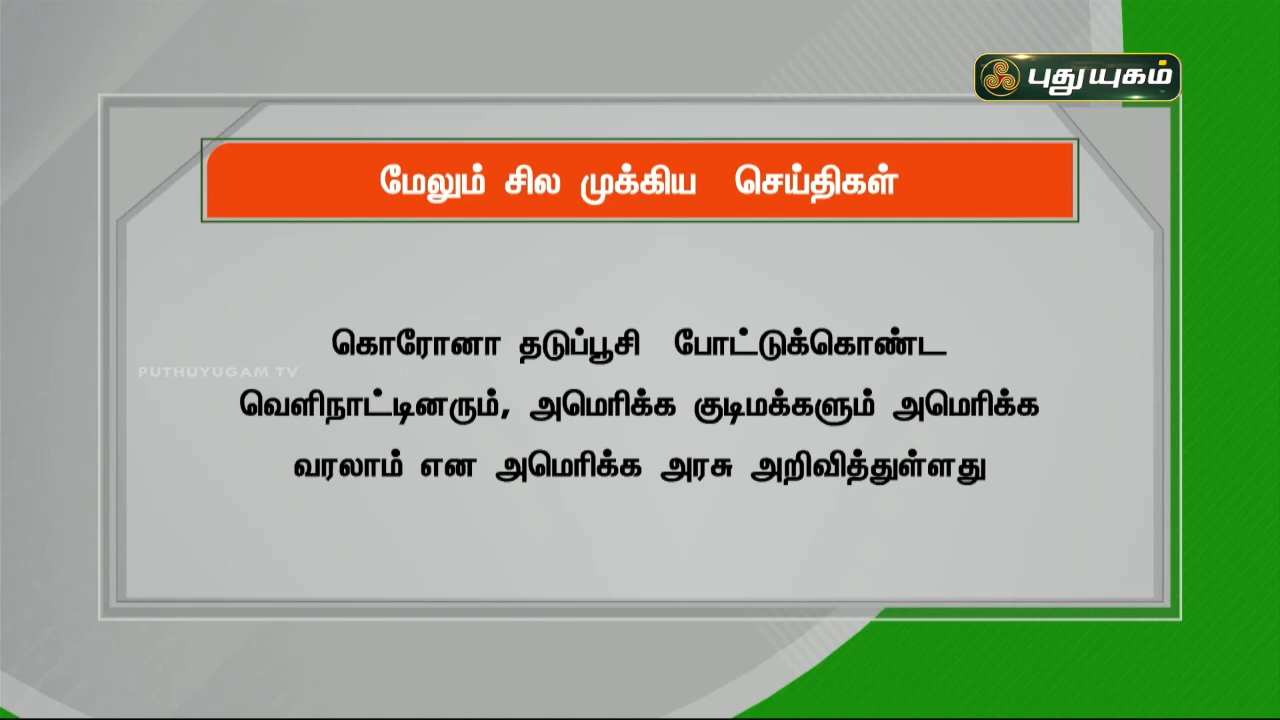 புதுயுகம்
மேலும் சில முக்கிய செய்திகள்
கொரோனா தடுப்பூசி போட்டுக்கொண்ட
PUTHUYUGAM TV
வெளிநாட்டினரும், அமெரிக்க குடிமக்களும் அமெரிக்க
வரலாம் என அமெரிக்க அரசு அறிவித்துள்ளது